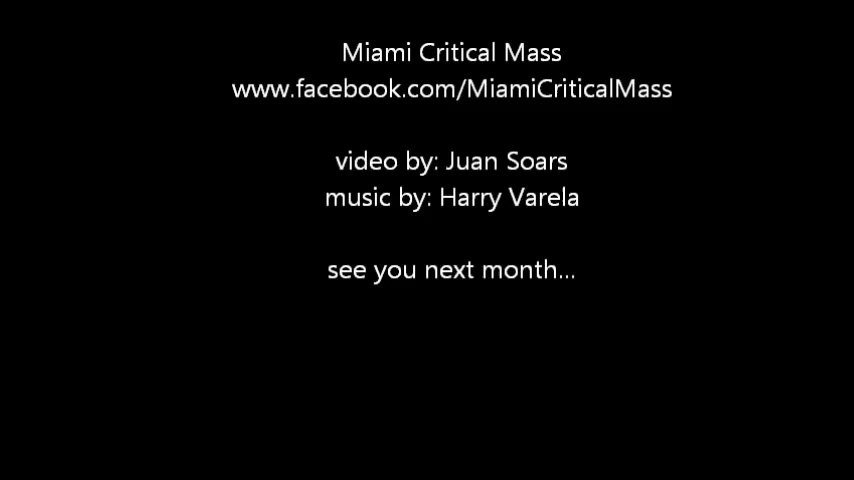 Miami Critical Mass
www.facebook.com/MiamiCriticalMass
video by: Juan Soars
music by: Harry Varela
see you next month...